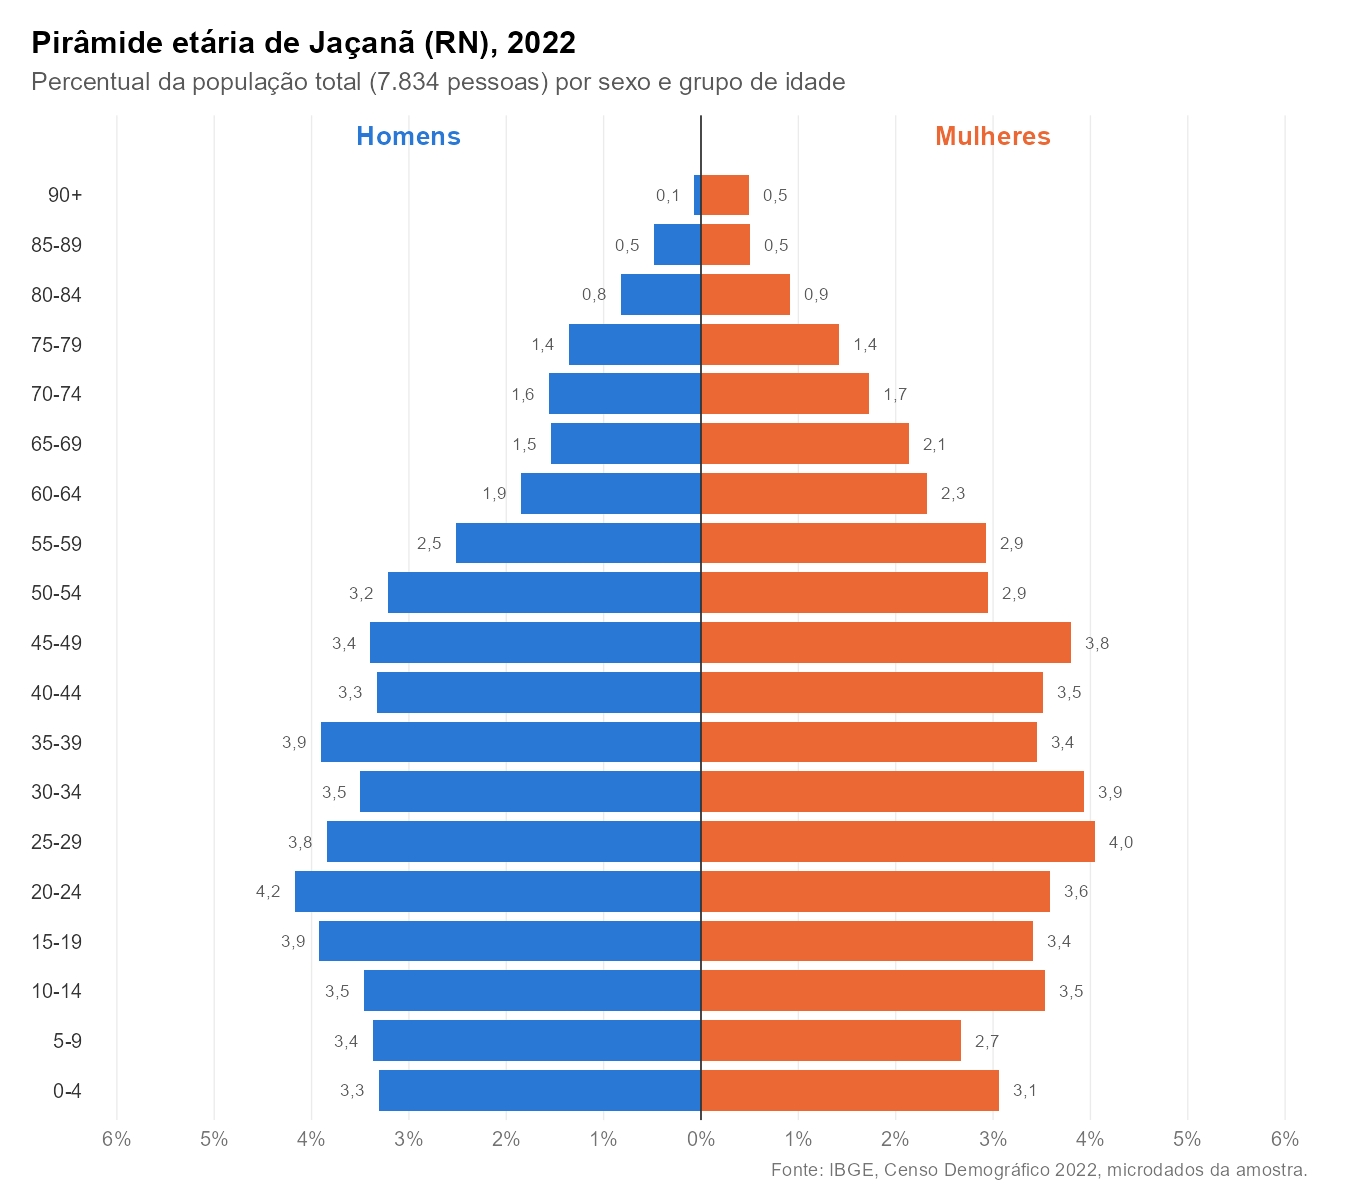 Pirâmide etária de Jaçanã (RN), 2022
Percentual da população total (7.834 pessoas) por sexo e grupo de idade
Homens Mulheres
90+ 0,1 0,5
85-89 0,5 0,5
80-84 0,8 0,9
75-79 1,4 1,4
70-74 1,6 1,7
65-69 1,5 2,1
60-64 1,9 2,3
55-59 2,5 2,9
50-54 3,2 2,9
45-49 3,4 3,8
40-44 3,3 3,5
35-39 3,9 3,4
30-34 3,5 3,9
25-29 3,8 4,0
20-24 4,2 3,6
15-19 3,9 3,4
10-14 3,5 3,5
5-9 3,4 2,7
0-4 3,3 3,1
6% 5% 4% 3% 2% 1% 0% 1% 2% 3% 4% 5% 6%
Fonte: IBGE, Censo Demográfico 2022, microdados da amostra.